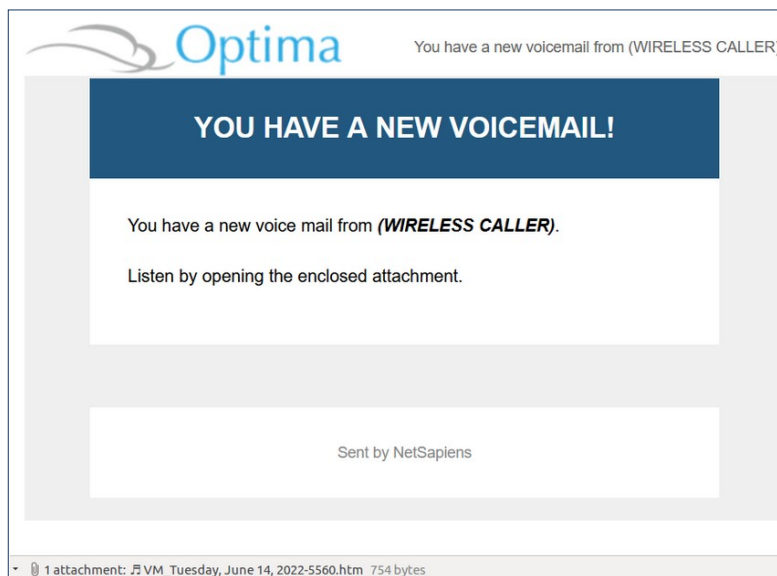 Optima
You have a new voicemail from (WIRELESS CALLER)
YOU HAVE A NEW VOICEMAIL!
You have a new voice mail from (WIRELESS CALLER).
Listen by opening the enclosed attachment.
Sent by NetSapiens
1 attachment: ♬ VM Tuesday, June 14, 2022-5560.htm 754 bytes